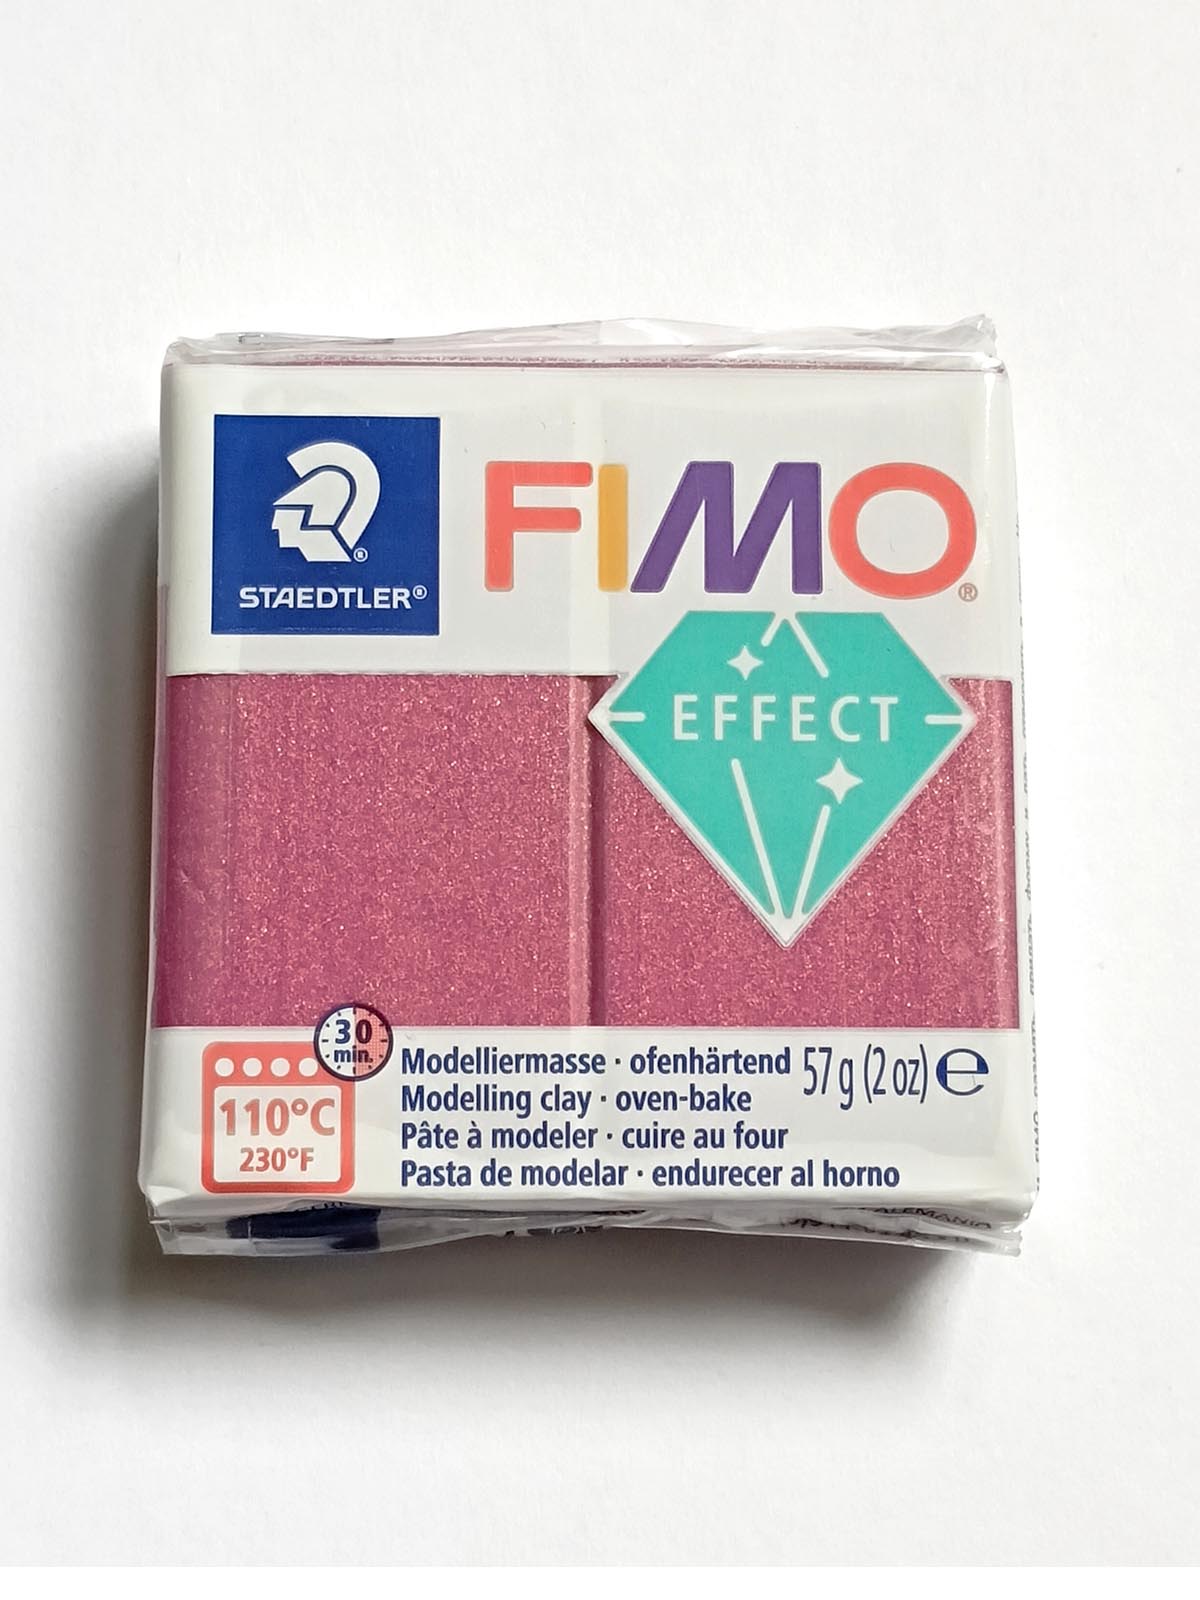 STAEDTLER®
FIMO®
EFFECT
30
min.
110°C
230°F
Modelliermasse · ofenhärtend
Modelling clay · oven-bake
Pâte à modeler · cuire au four
Pasta de modelar · endurecer al horno
57 g (2 oz) ℮